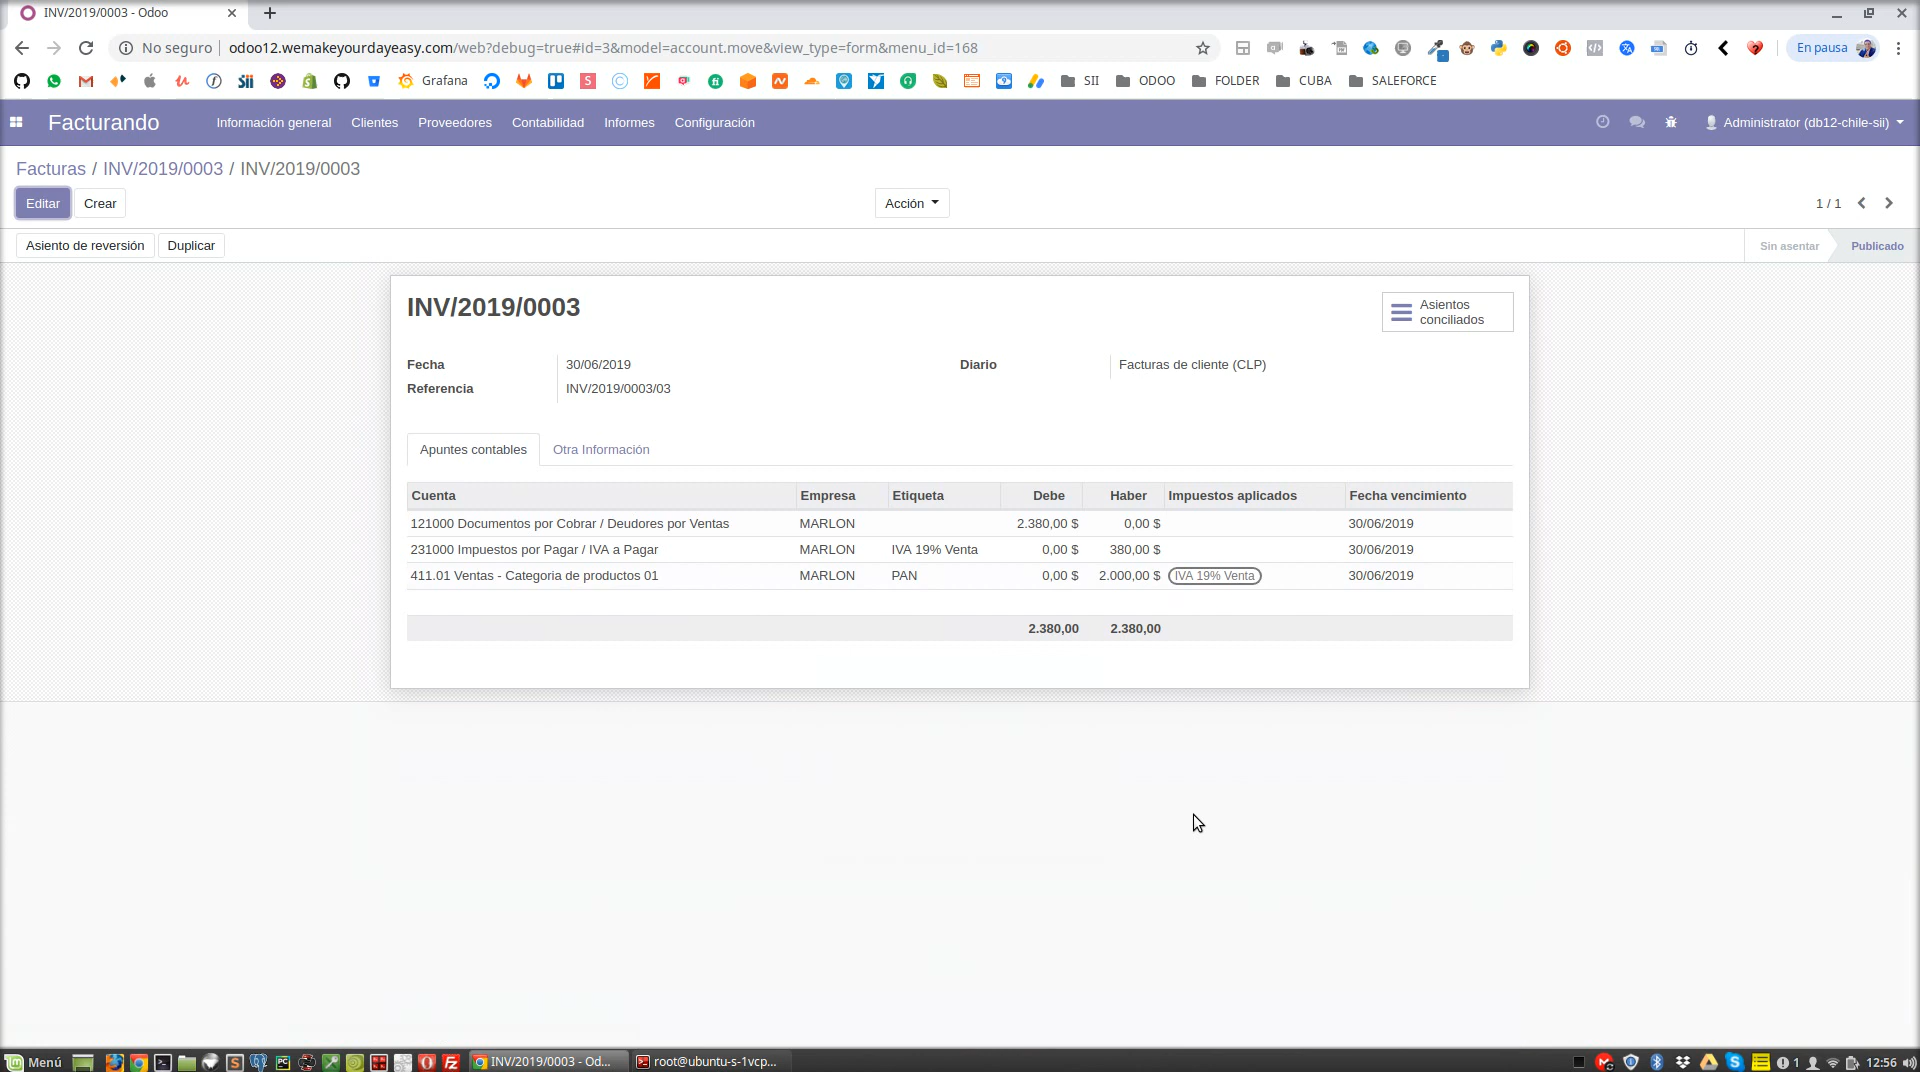 INV/2019/0003 - Odoo
No seguro
odoo12.wemakeyourdayeasy.com/web?debug=true#id=3&model=account.move&view_type=form&menu_id=168
En pausa
Grafana
SII
ODOO
FOLDER
CUBA
SALEFORCE
Facturando
Información general
Clientes
Proveedores
Contabilidad
Informes
Configuración
Administrator (db12-chile-sii)
Facturas / INV/2019/0003 / INV/2019/0003
Editar
Crear
Acción
1 / 1
Asiento de reversión
Duplicar
Sin asentar
Publicado
INV/2019/0003
Asientos
conciliados
Fecha 30/06/2019
Diario Facturas de cliente (CLP)
Referencia INV/2019/0003/03
Apuntes contables
Otra Información
Cuenta Empresa Etiqueta Debe Haber Impuestos aplicados Fecha vencimiento
121000 Documentos por Cobrar / Deudores por Ventas MARLON 2.380,00 $ 0,00 $ 30/06/2019
231000 Impuestos por Pagar / IVA a Pagar MARLON IVA 19% Venta 0,00 $ 380,00 $ 30/06/2019
411.01 Ventas - Categoria de productos 01 MARLON PAN 0,00 $ 2.000,00 $ IVA 19% Venta 30/06/2019
2.380,00 2.380,00
Menú
INV/2019/0003 - Od...
root@ubuntu-s-1vcp...
1
12:56